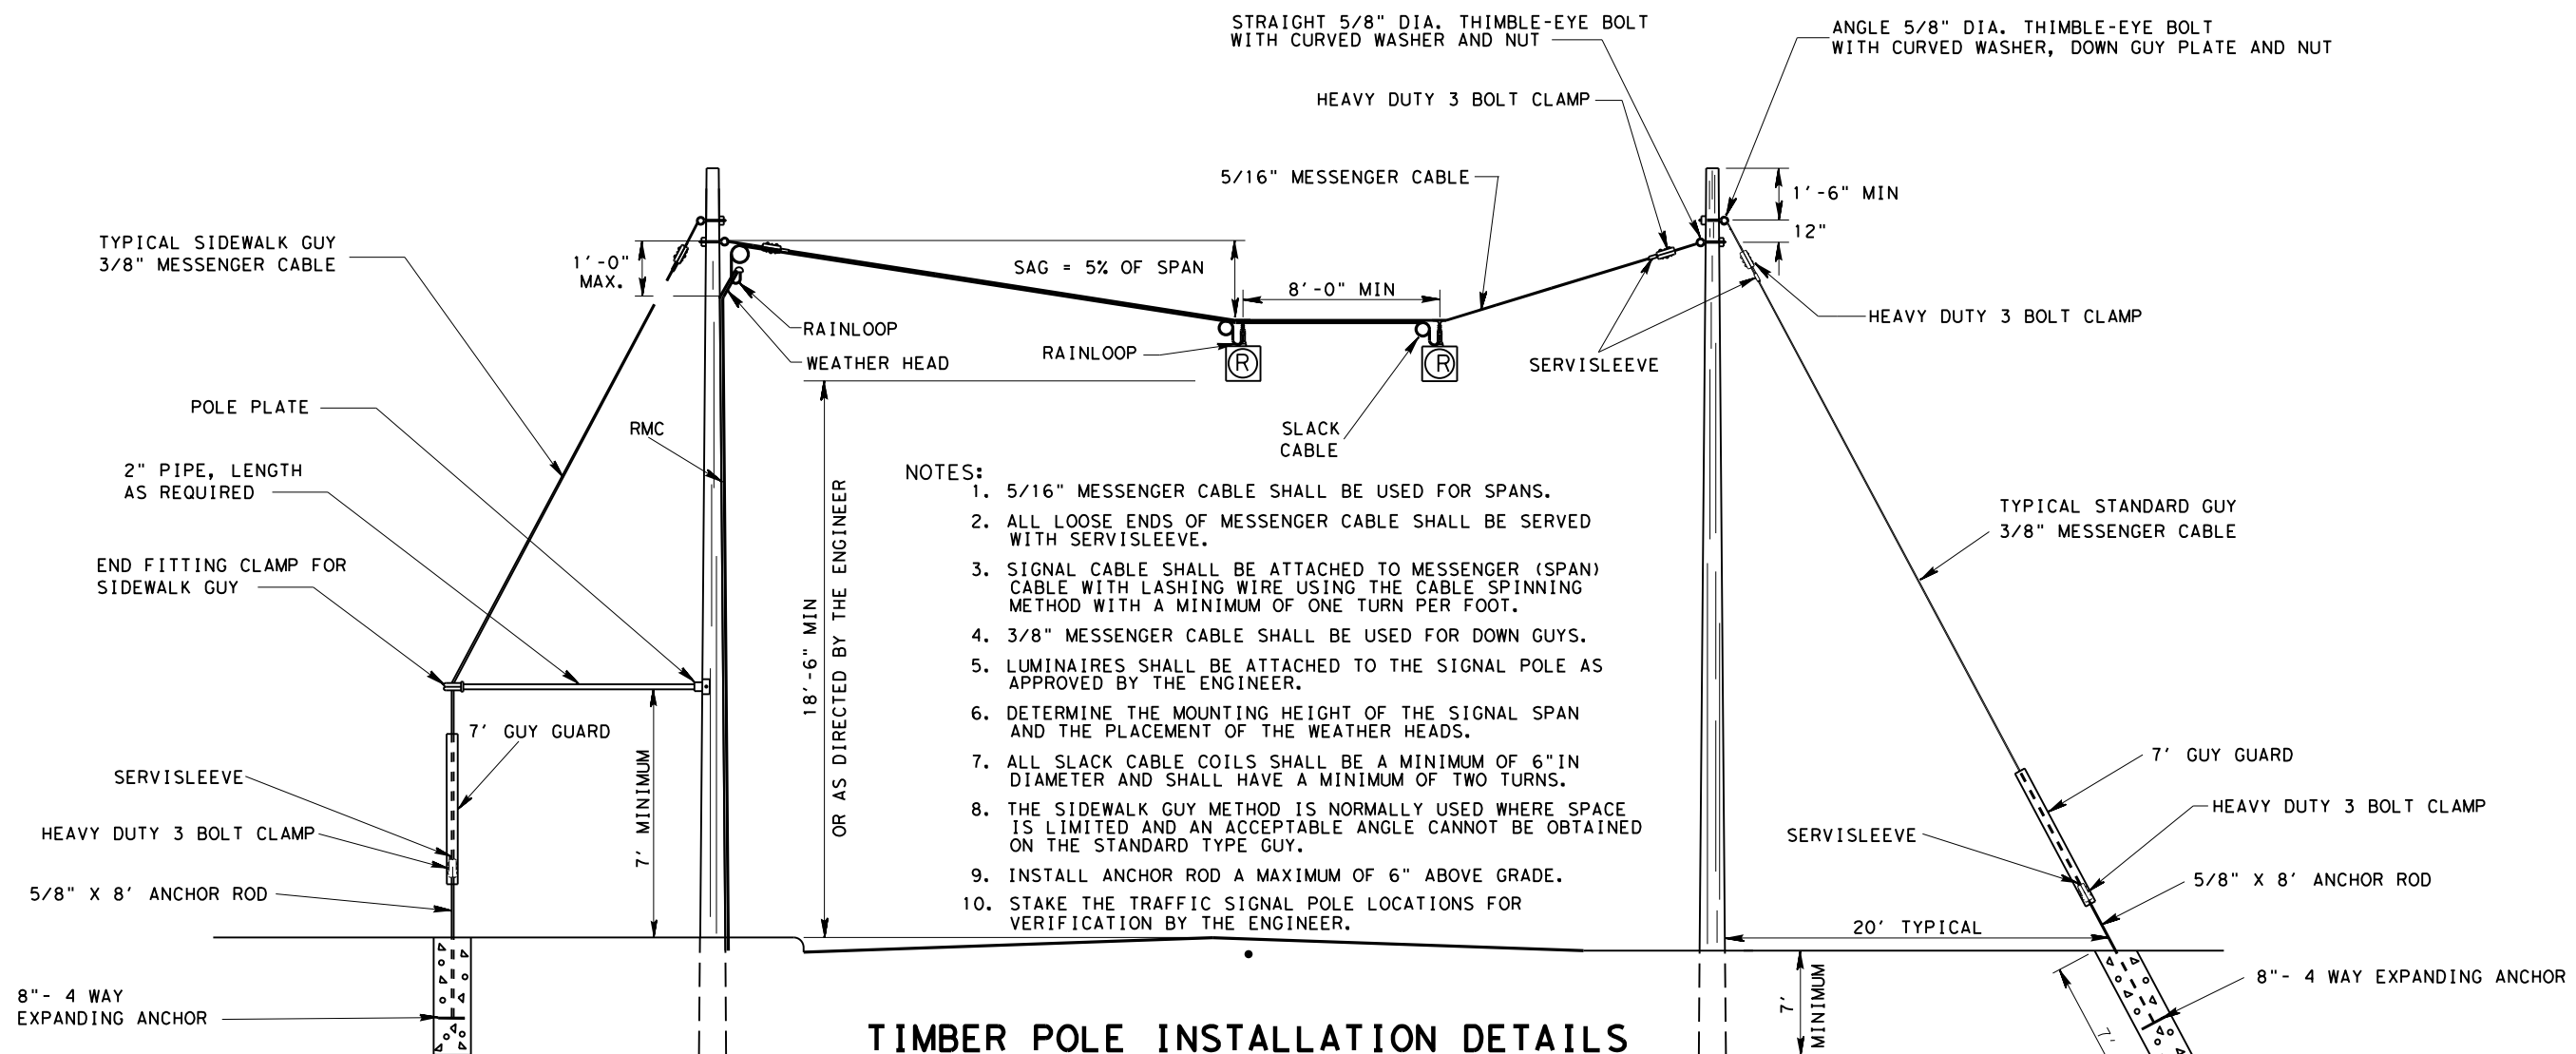 STRAIGHT 5/8" DIA. THIMBLE-EYE BOLT
WITH CURVED WASHER AND NUT
ANGLE 5/8" DIA. THIMBLE-EYE BOLT
WITH CURVED WASHER, DOWN GUY PLATE AND NUT
HEAVY DUTY 3 BOLT CLAMP
5/16" MESSENGER CABLE
1'-6" MIN
12"
TYPICAL SIDEWALK GUY
3/8" MESSENGER CABLE
1'-0"
MAX.
SAG = 5% OF SPAN
8'-0" MIN
HEAVY DUTY 3 BOLT CLAMP
RAINLOOP
WEATHER HEAD
RAINLOOP
R
R
SERVISLEEVE
POLE PLATE
RMC
SLACK
CABLE
2" PIPE, LENGTH
AS REQUIRED
END FITTING CLAMP FOR
SIDEWALK GUY
18'-6" MIN
OR AS DIRECTED BY THE ENGINEER
NOTES:
1. 5/16" MESSENGER CABLE SHALL BE USED FOR SPANS.
2. ALL LOOSE ENDS OF MESSENGER CABLE SHALL BE SERVED
WITH SERVISLEEVE.
3. SIGNAL CABLE SHALL BE ATTACHED TO MESSENGER (SPAN)
CABLE WITH LASHING WIRE USING THE CABLE SPINNING
METHOD WITH A MINIMUM OF ONE TURN PER FOOT.
4. 3/8" MESSENGER CABLE SHALL BE USED FOR DOWN GUYS.
5. LUMINAIRES SHALL BE ATTACHED TO THE SIGNAL POLE AS
APPROVED BY THE ENGINEER.
6. DETERMINE THE MOUNTING HEIGHT OF THE SIGNAL SPAN
AND THE PLACEMENT OF THE WEATHER HEADS.
7. ALL SLACK CABLE COILS SHALL BE A MINIMUM OF 6"IN
DIAMETER AND SHALL HAVE A MINIMUM OF TWO TURNS.
8. THE SIDEWALK GUY METHOD IS NORMALLY USED WHERE SPACE
IS LIMITED AND AN ACCEPTABLE ANGLE CANNOT BE OBTAINED
ON THE STANDARD TYPE GUY.
9. INSTALL ANCHOR ROD A MAXIMUM OF 6" ABOVE GRADE.
10. STAKE THE TRAFFIC SIGNAL POLE LOCATIONS FOR
VERIFICATION BY THE ENGINEER.
TYPICAL STANDARD GUY
3/8" MESSENGER CABLE
7' GUY GUARD
7' MINIMUM
SERVISLEEVE
HEAVY DUTY 3 BOLT CLAMP
5/8" X 8' ANCHOR ROD
8"- 4 WAY
EXPANDING ANCHOR
7' GUY GUARD
HEAVY DUTY 3 BOLT CLAMP
SERVISLEEVE
5/8" X 8' ANCHOR ROD
20' TYPICAL
8"- 4 WAY EXPANDING ANCHOR
7'
MINIMUM
7'
TIMBER POLE INSTALLATION DETAILS